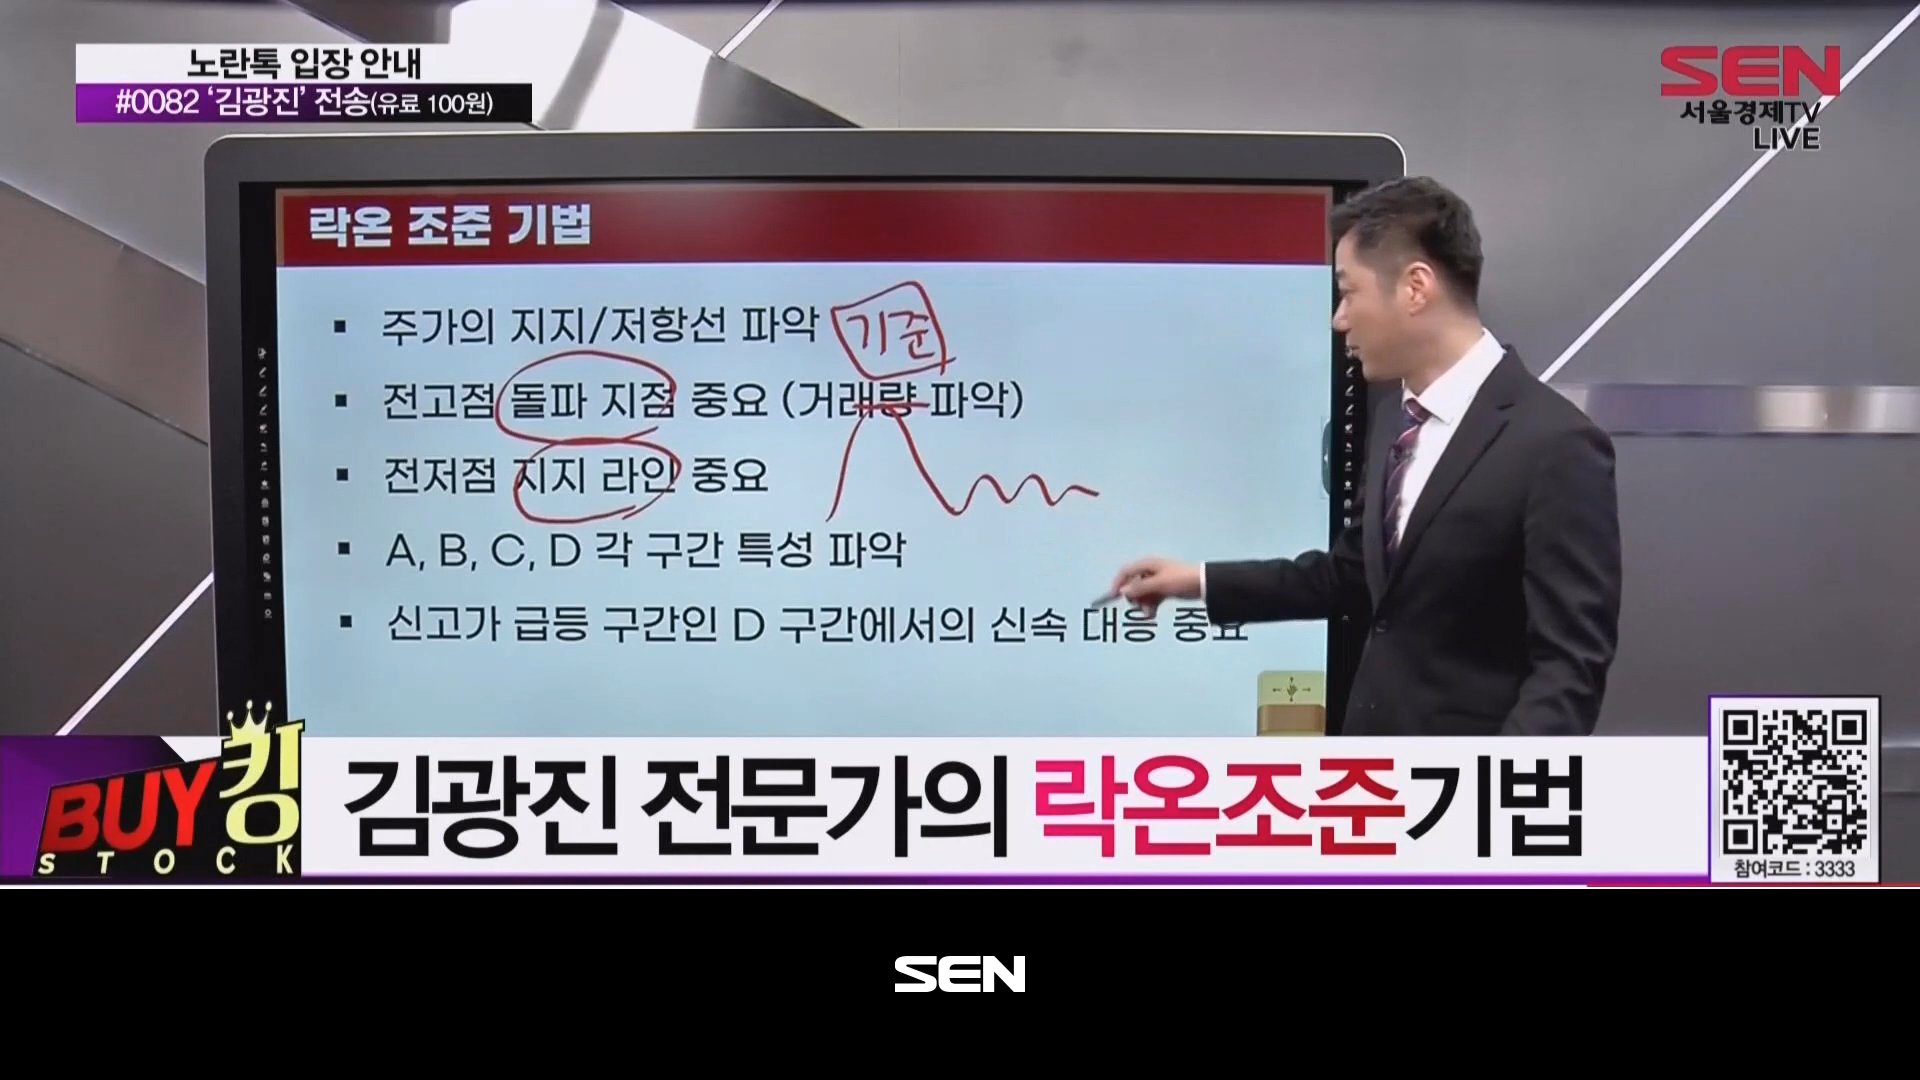 노란톡 입장 안내
#0082 '김광진' 전송(유료 100원)
SEN
서울경제TV
LIVE
락온 조준 기법
▪ 주가의 지지/저항선 파악 기준
▪ 전고점 돌파 지점 중요 (거래량 파악)
▪ 전저점 지지 라인 중요
▪ A, B, C, D 각 구간 특성 파악
▪ 신고가 급등 구간인 D 구간에서의 신속 대응 중요
BUY킹
STOCK
김광진 전문가의 락온조준기법
참여코드 : 3333
SEN